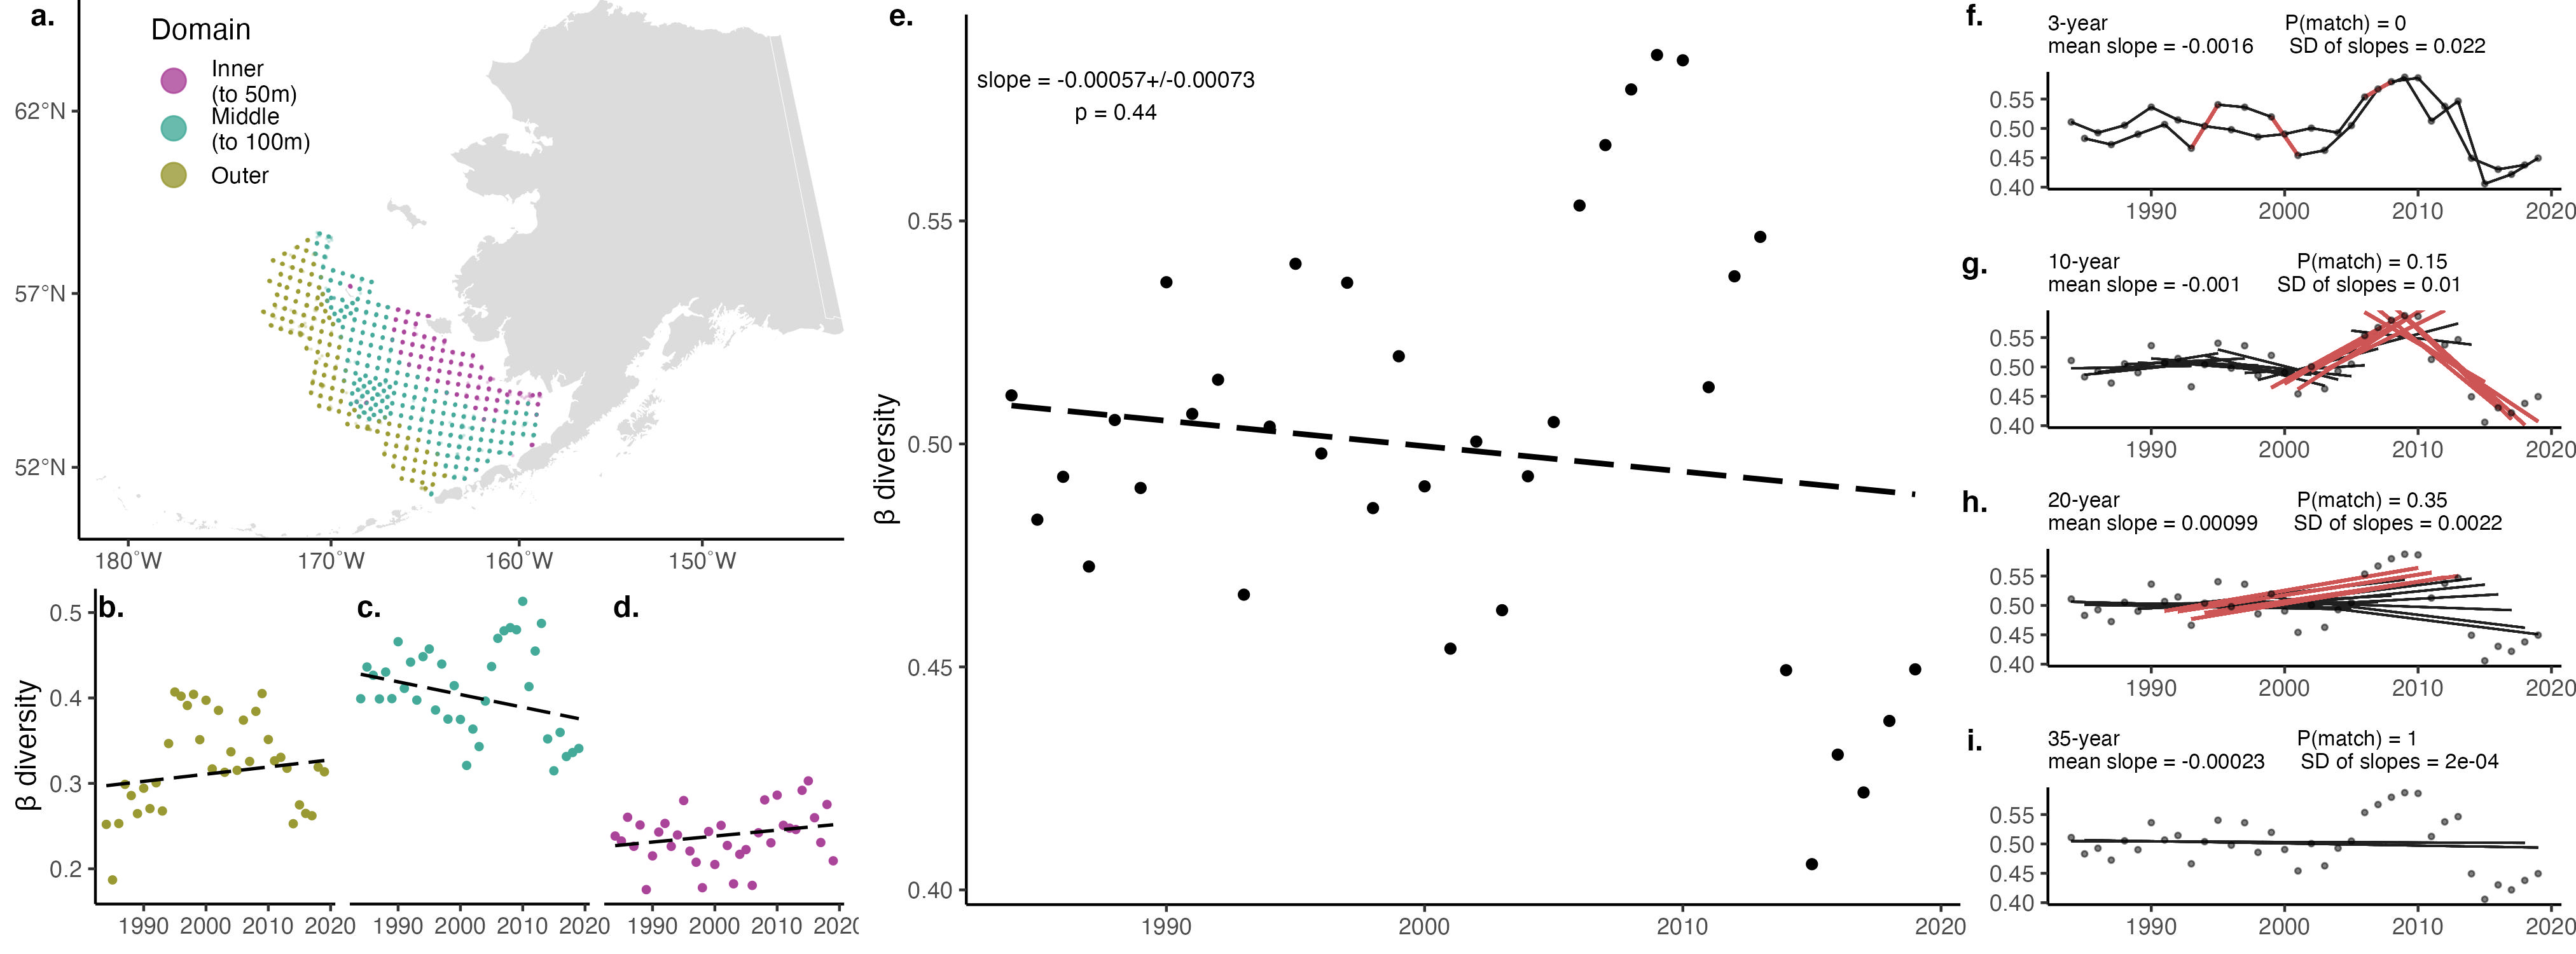 a.
Domain
Inner
(to 50m)
Middle
(to 100m)
Outer
62°N
57°N
52°N
180°W 170°W 160°W 150°W
b.
c.
d.
β diversity
0.5
0.4
0.3
0.2
1990 2000 2010 2020
1990 2000 2010 2020
1990 2000 2010 202
e.
slope = -0.00057+/-0.00073
p = 0.44
β diversity
0.55
0.50
0.45
0.40
1990 2000 2010 2020
f.
3-year P(match) = 0
mean slope = -0.0016 SD of slopes = 0.022
0.55
0.50
0.45
0.40
1990 2000 2010 2020
g.
10-year P(match) = 0.15
mean slope = -0.001 SD of slopes = 0.01
0.55
0.50
0.45
0.40
1990 2000 2010 2020
h.
20-year P(match) = 0.35
mean slope = 0.00099 SD of slopes = 0.0022
0.55
0.50
0.45
0.40
1990 2000 2010 2020
i.
35-year P(match) = 1
mean slope = -0.00023 SD of slopes = 2e-04
0.55
0.50
0.45
0.40
1990 2000 2010 2020